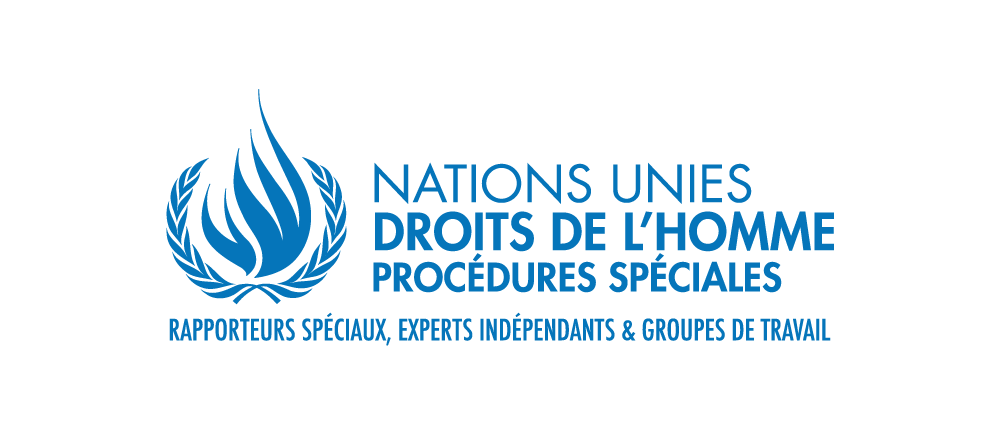 NATIONS UNIES
DROITS DE L’HOMME
PROCÉDURES SPÉCIALES
RAPPORTEURS SPÉCIAUX, EXPERTS INDÉPENDANTS & GROUPES DE TRAVAIL